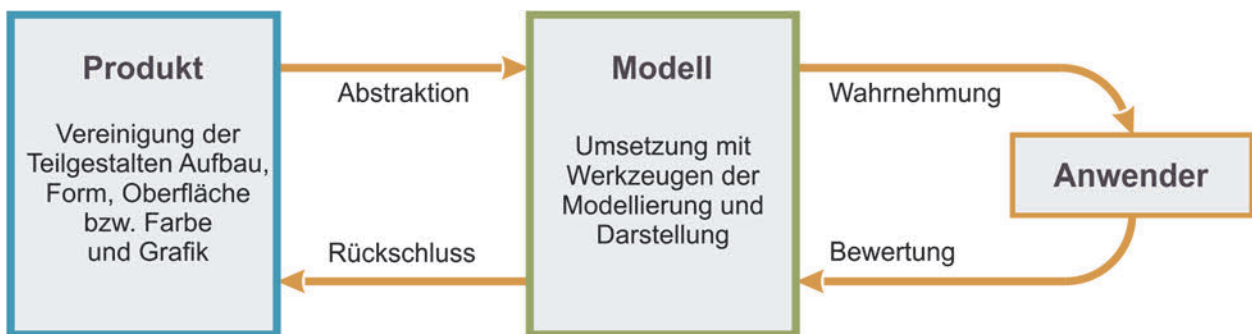 Produkt
Vereinigung der
Teilgestalten Aufbau,
Form, Oberfläche
bzw. Farbe
und Grafik
Abstraktion
Rückschluss
Modell
Umsetzung mit
Werkzeugen der
Modellierung und
Darstellung
Wahrnehmung
Anwender
Bewertung